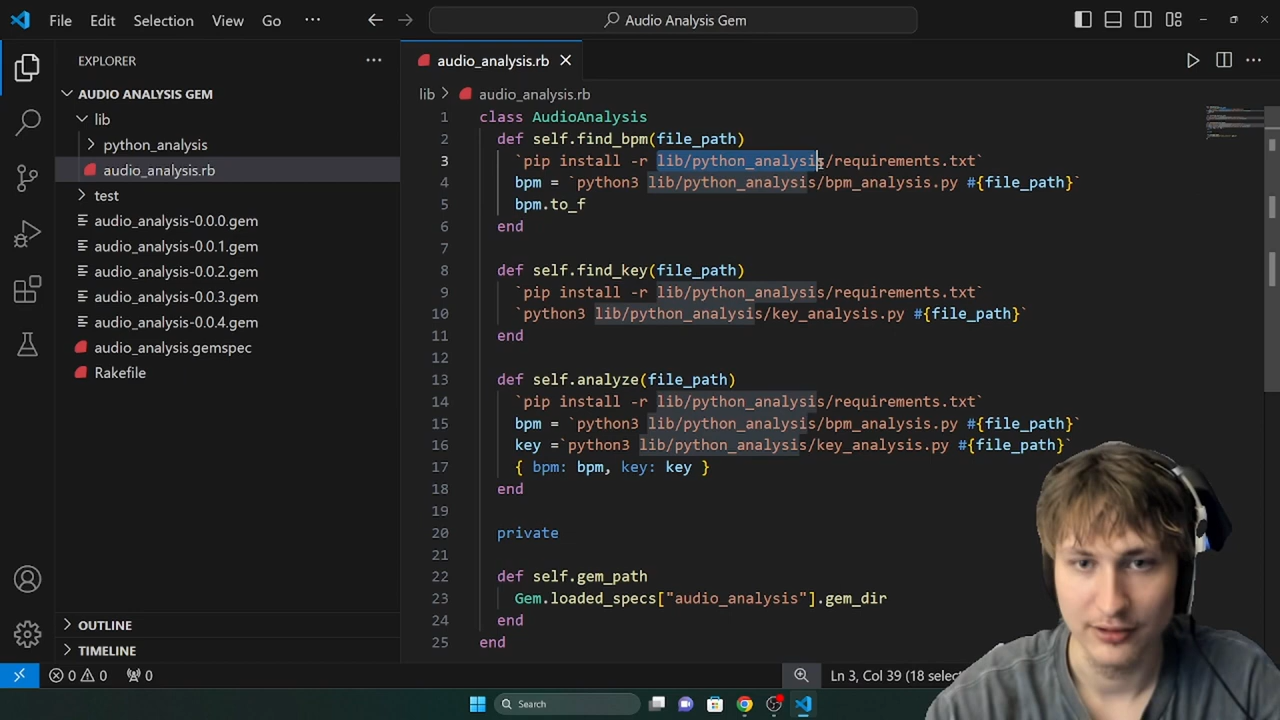 File Edit Selection View Go ··· Audio Analysis Gem
EXPLORER
AUDIO ANALYSIS GEM
lib
python_analysis
audio_analysis.rb
test
audio_analysis-0.0.0.gem
audio_analysis-0.0.1.gem
audio_analysis-0.0.2.gem
audio_analysis-0.0.3.gem
audio_analysis-0.0.4.gem
audio_analysis.gemspec
Rakefile
OUTLINE
TIMELINE
audio_analysis.rb
lib > audio_analysis.rb
1 class AudioAnalysis
2 def self.find_bpm(file_path)
3 `pip install -r lib/python_analysis/requirements.txt`
4 bpm = `python3 lib/python_analysis/bpm_analysis.py #{file_path}`
5 bpm.to_f
6 end
7
8 def self.find_key(file_path)
9 `pip install -r lib/python_analysis/requirements.txt`
10 `python3 lib/python_analysis/key_analysis.py #{file_path}`
11 end
12
13 def self.analyze(file_path)
14 `pip install -r lib/python_analysis/requirements.txt`
15 bpm = `python3 lib/python_analysis/bpm_analysis.py #{file_path}`
16 key =`python3 lib/python_analysis/key_analysis.py #{file_path}`
17 { bpm: bpm, key: key }
18 end
19
20 private
21
22 def self.gem_path
23 Gem.loaded_specs["audio_analysis"].gem_dir
24 end
25 end
0 0 0 Ln 3, Col 39 (18 selec
Search